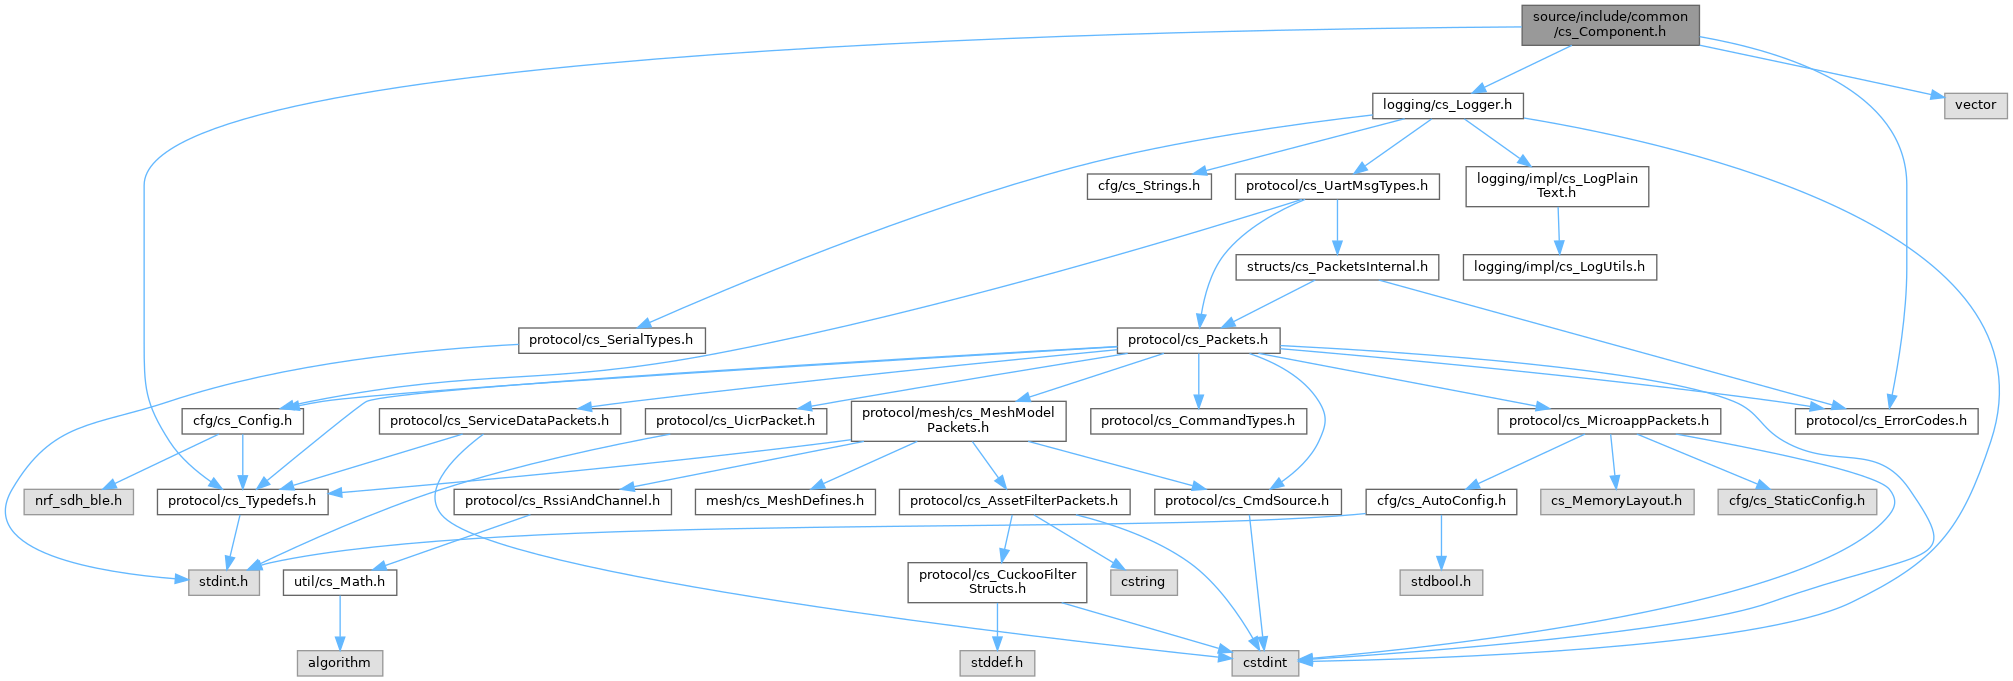 source/include/common
/cs_Component.h
logging/cs_Logger.h
vector
cfg/cs_Strings.h
protocol/cs_UartMsgTypes.h
logging/impl/cs_LogPlain
Text.h
structs/cs_PacketsInternal.h
logging/impl/cs_LogUtils.h
protocol/cs_SerialTypes.h
protocol/cs_Packets.h
cfg/cs_Config.h
protocol/cs_ServiceDataPackets.h
protocol/cs_UicrPacket.h
protocol/mesh/cs_MeshModel
Packets.h
protocol/cs_CommandTypes.h
protocol/cs_MicroappPackets.h
protocol/cs_ErrorCodes.h
nrf_sdh_ble.h
protocol/cs_Typedefs.h
protocol/cs_RssiAndChannel.h
mesh/cs_MeshDefines.h
protocol/cs_AssetFilterPackets.h
protocol/cs_CmdSource.h
cfg/cs_AutoConfig.h
cs_MemoryLayout.h
cfg/cs_StaticConfig.h
stdint.h
util/cs_Math.h
protocol/cs_CuckooFilter
Structs.h
cstring
stdbool.h
algorithm
stddef.h
cstdint